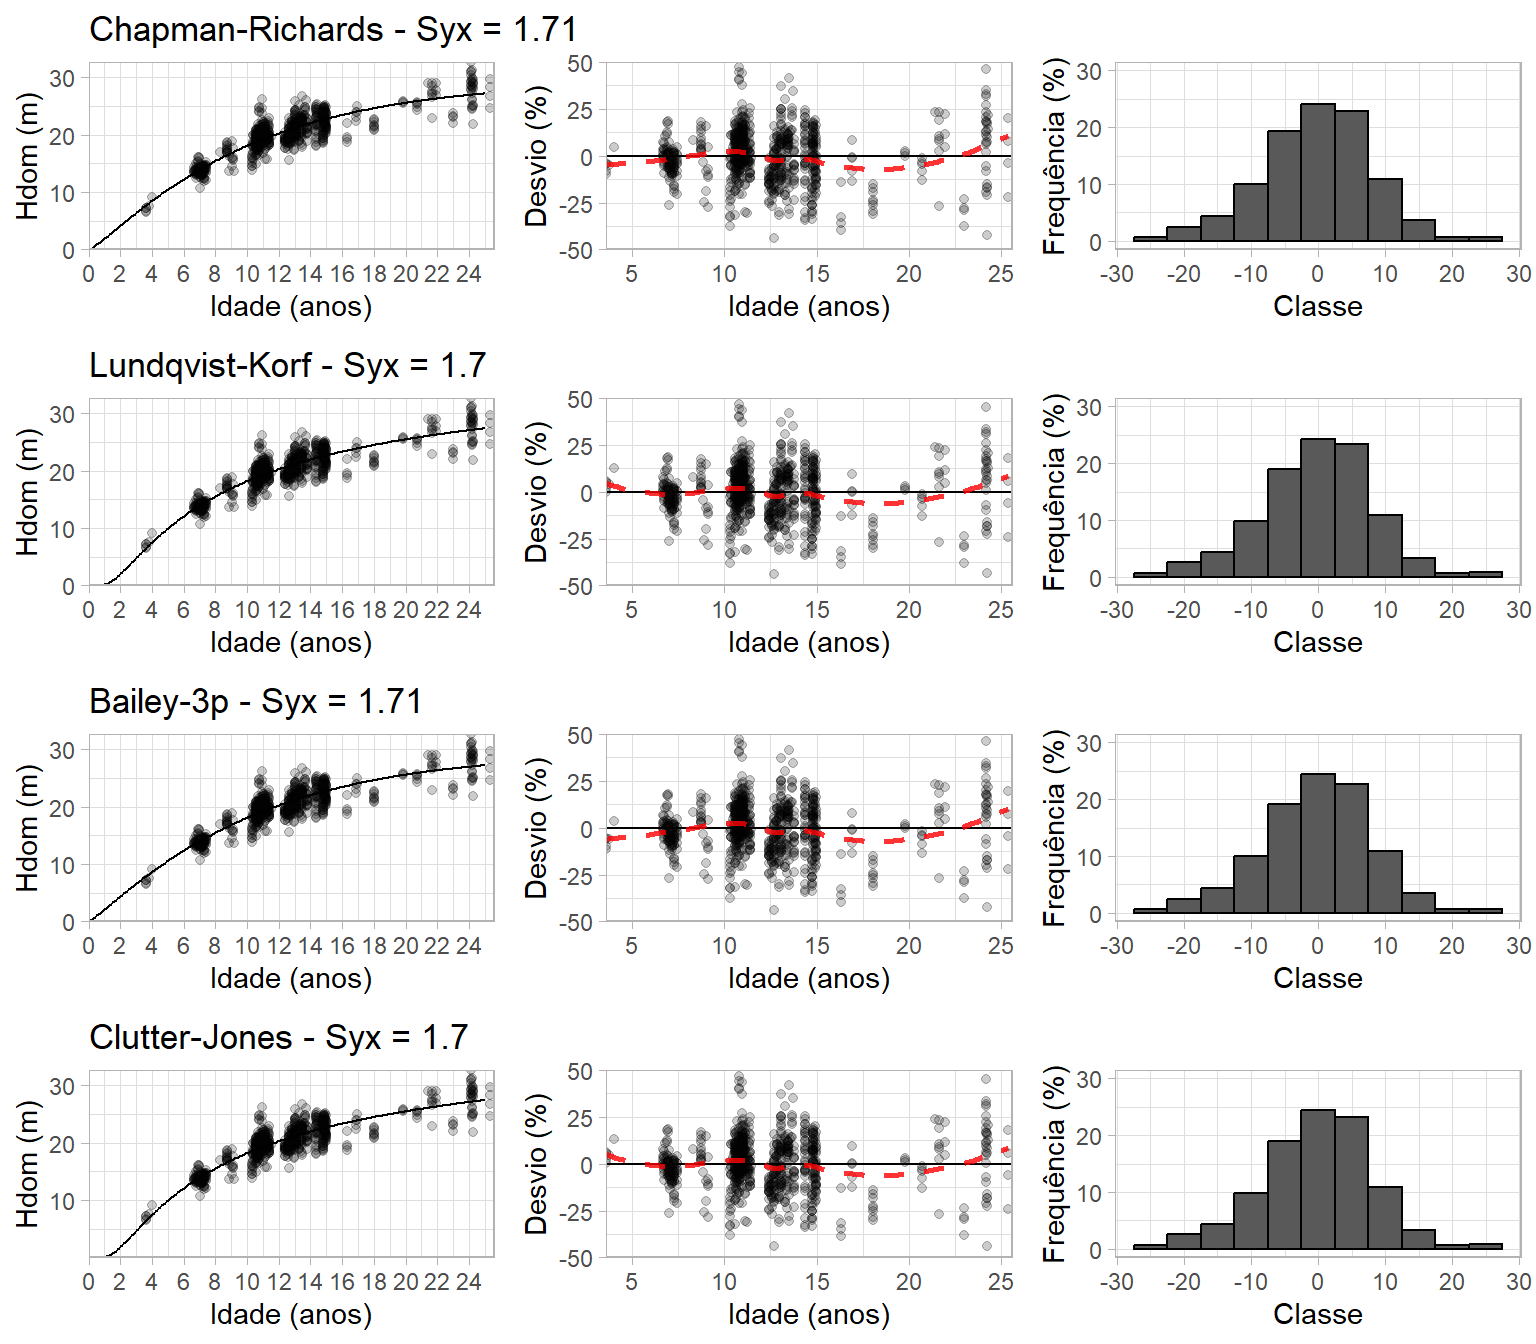 Chapman-Richards - Syx = 1.71
Hdom (m)
30
20
10
0
0 2 4 6 8 10 12 14 16 18 20 22 24
Idade (anos)
Desvio (%)
50
25
0
-25
-50
5 10 15 20 25
Idade (anos)
Frequência (%)
30
20
10
0
-30 -20 -10 0 10 20 30
Classe
Lundqvist-Korf - Syx = 1.7
Hdom (m)
30
20
10
0
0 2 4 6 8 10 12 14 16 18 20 22 24
Idade (anos)
Desvio (%)
50
25
0
-25
-50
5 10 15 20 25
Idade (anos)
Frequência (%)
30
20
10
0
-30 -20 -10 0 10 20 30
Classe
Bailey-3p - Syx = 1.71
Hdom (m)
30
20
10
0
0 2 4 6 8 10 12 14 16 18 20 22 24
Idade (anos)
Desvio (%)
50
25
0
-25
-50
5 10 15 20 25
Idade (anos)
Frequência (%)
30
20
10
0
-30 -20 -10 0 10 20 30
Classe
Clutter-Jones - Syx = 1.7
Hdom (m)
30
20
10
0 2 4 6 8 10 12 14 16 18 20 22 24
Idade (anos)
Desvio (%)
50
25
0
-25
-50
5 10 15 20 25
Idade (anos)
Frequência (%)
30
20
10
0
-30 -20 -10 0 10 20 30
Classe